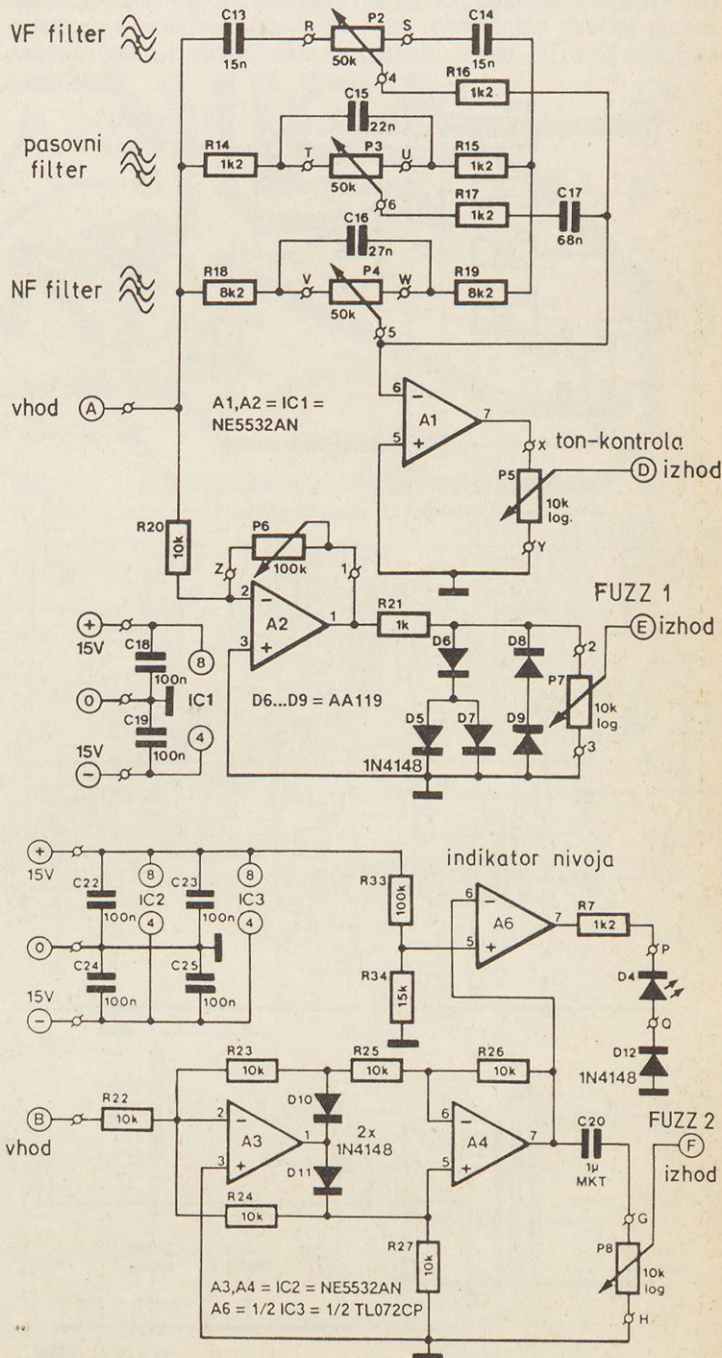 VF filter
C13
15n
R
P2
50k
S
C14
15n
4
R16
1k2
C15
22n
pasovni
filter
R14
1k2
T
P3
50k
U
R15
1k2
6
R17
1k2
C17
68n
C16
27n
NF filter
R18
8k2
V
P4
50k
W
R19
8k2
5
vhod A
A1,A2 = IC1 =
NE5532AN
6
5
A1
7
X
ton-kontrola
P5
10k
log.
D izhod
Y
R20
10k
P6
100k
Z
1
2
3
A2
1
R21
1k
FUZZ 1
E izhod
+
15V
C18
100n
8
0
IC1
C19
100n
15V
4
−
D6...D9 = AA119
D6
D8
D5
D7
D9
1N4148
2
P7
10k
log
3
+
15V
C22
100n
8
IC2
4
C23
100n
8
IC3
4
0
C24
100n
C25
100n
15V
−
R33
100k
R34
15k
indikator nivoja
6
5
A6
7
R7
1k2
P
D4
Q
D12
1N4148
R23
10k
R25
10k
R26
10k
B
vhod
R22
10k
2
3
A3
1
D10
2x
1N4148
D11
R24
10k
6
5
A4
7
C20
1µ
MKT
FUZZ 2
F
izhod
R27
10k
G
P8
10k
log
H
A3,A4 = IC2 = NE5532AN
A6 = 1/2 IC3 = 1/2 TL072CP